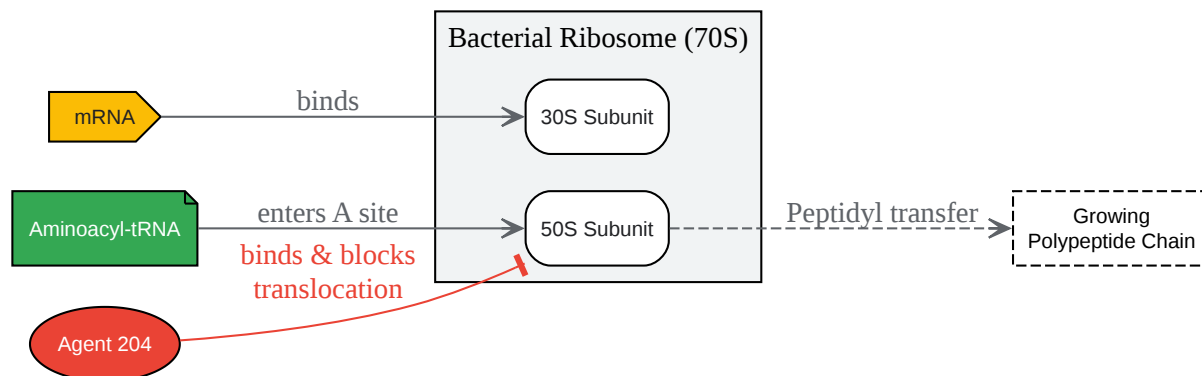 Bacterial Ribosome (70S)
mRNA
binds
30S Subunit
Aminoacyl-tRNA
enters A site
50S Subunit
Peptidyl transfer
Growing
Polypeptide Chain
binds & blocks
translocation
Agent 204